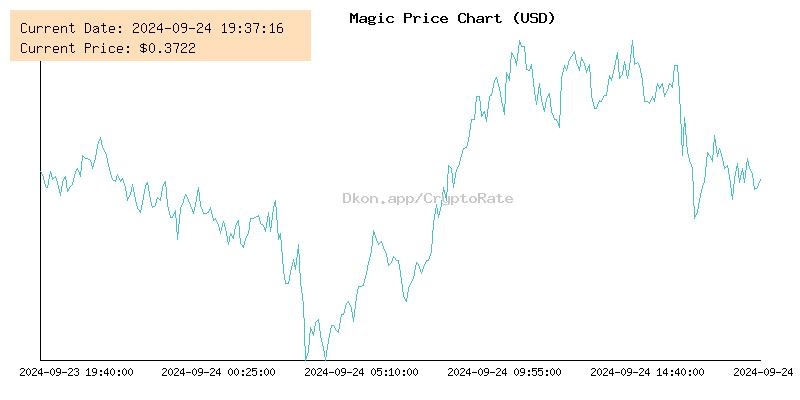 Magic Price Chart (USD)
Current Date: 2024-09-24 19:37:16
Current Price: $0.3722
Dkon.app/CryptoRate
2024-09-23 19:40:00 2024-09-24 00:25:00 2024-09-24 05:10:00 2024-09-24 09:55:00 2024-09-24 14:40:00 2024-09-24